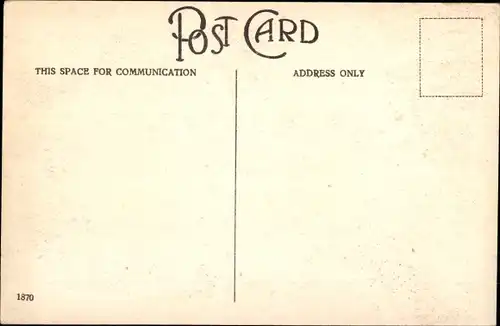 POST CARD
THIS SPACE FOR COMMUNICATION
ADDRESS ONLY
1870